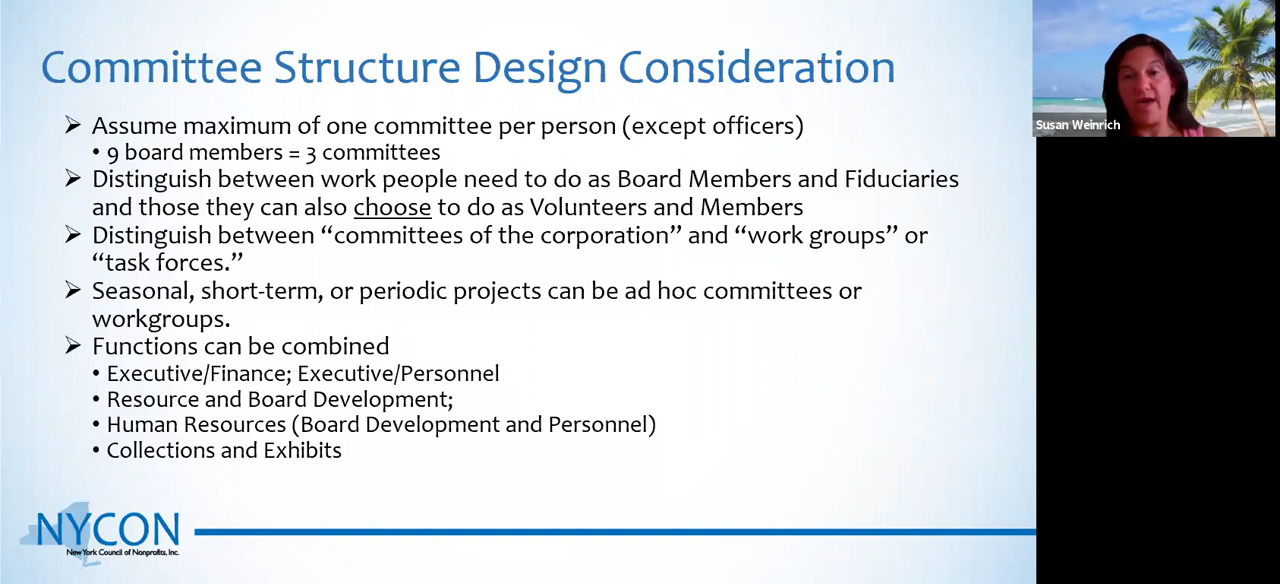 Committee Structure Design Consideration
Susan Weinrich
➢ Assume maximum of one committee per person (except officers)
• 9 board members = 3 committees
➢ Distinguish between work people need to do as Board Members and Fiduciaries
and those they can also choose to do as Volunteers and Members
➢ Distinguish between “committees of the corporation” and “work groups” or
“task forces.”
➢ Seasonal, short-term, or periodic projects can be ad hoc committees or
workgroups.
➢ Functions can be combined
• Executive/Finance; Executive/Personnel
• Resource and Board Development;
• Human Resources (Board Development and Personnel)
• Collections and Exhibits
NYCON
New York Council of Nonprofits, Inc.